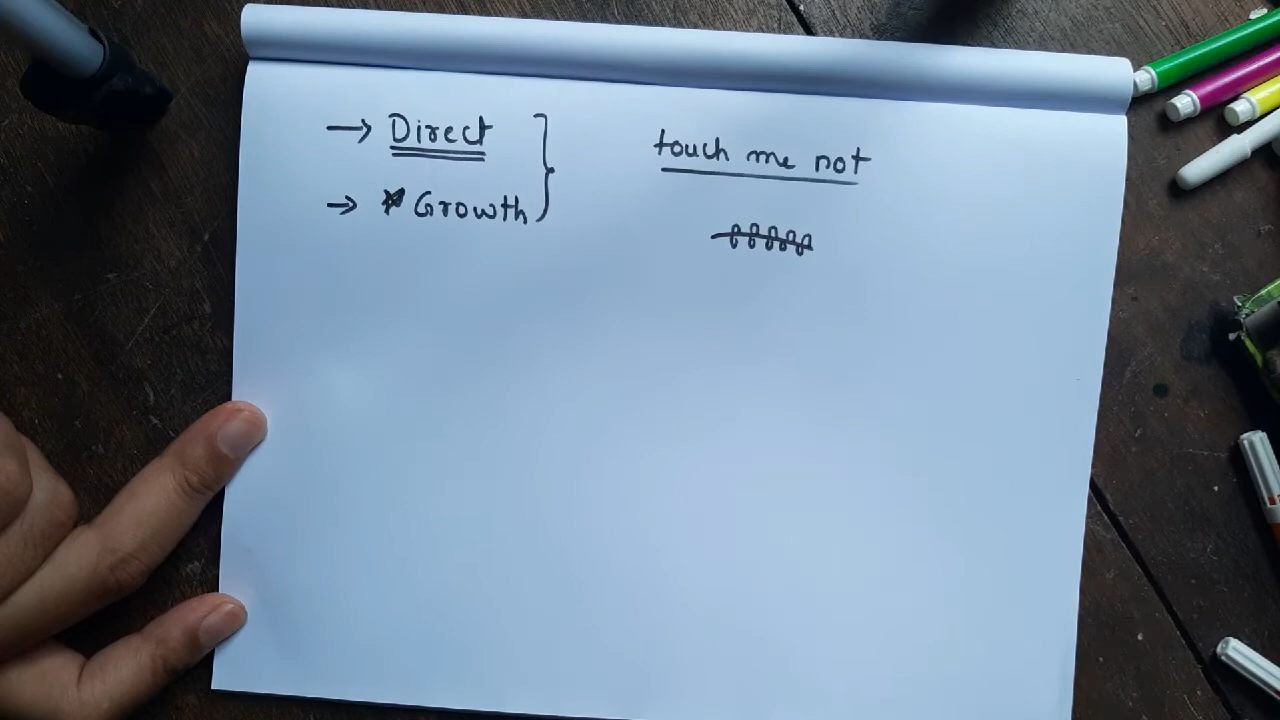 → Direct
→ Growth
touch me not